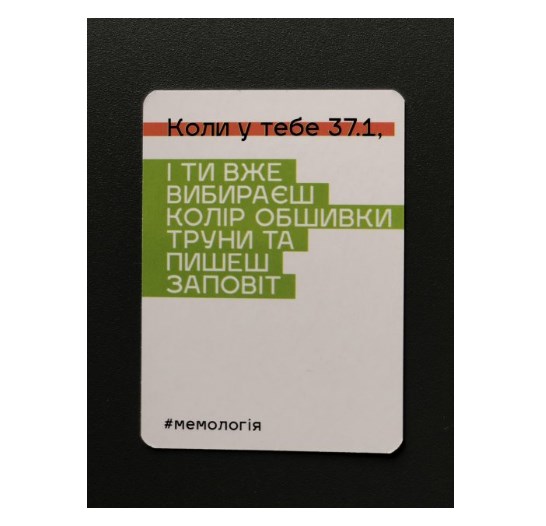 Коли у тебе 37.1,
І ТИ ВЖЕ
ВИБИРАЄШ
КОЛІР ОБШИВКИ
ТРУНИ ТА
ПИШЕШ
ЗАПОВІТ
#мемологія